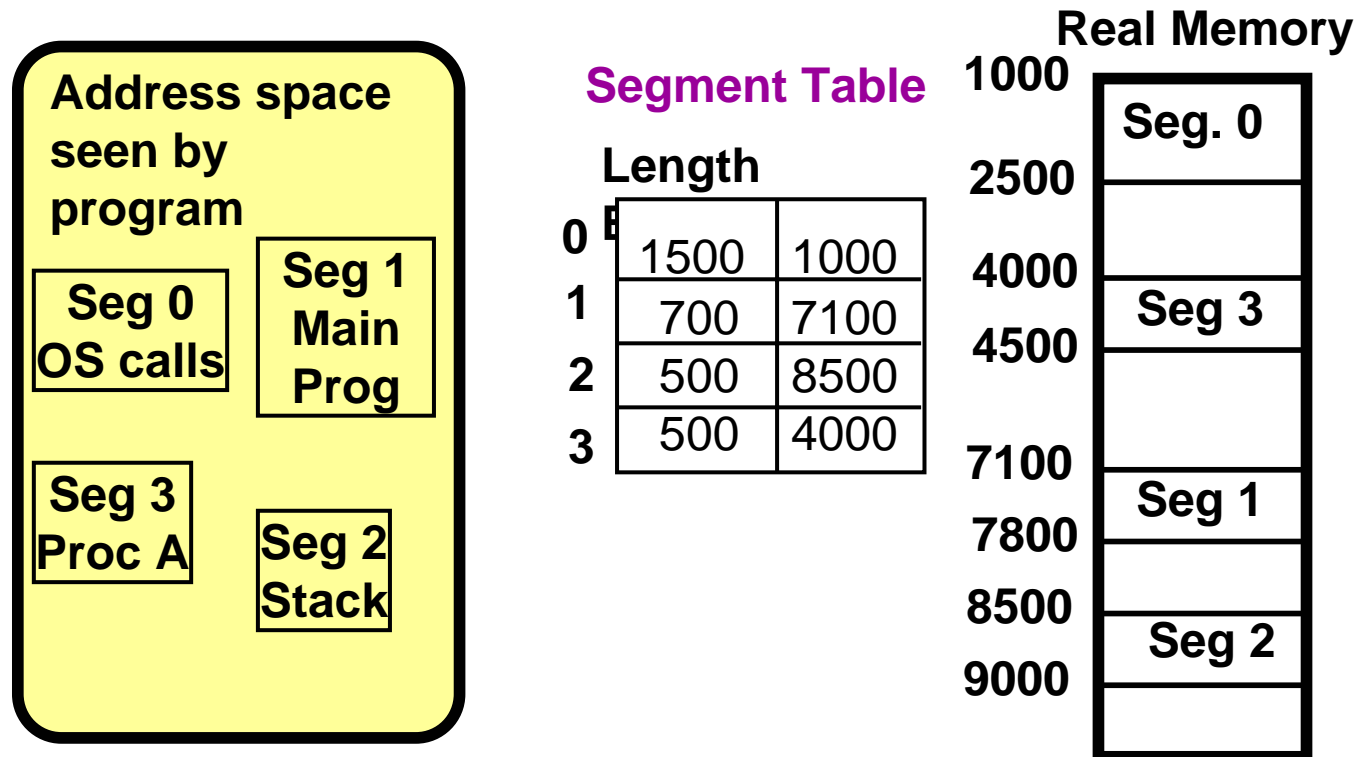 Address space
seen by
program
Seg 0
OS calls
Seg 1
Main
Prog
Seg 3
Proc A
Seg 2
Stack
Segment Table
Length
0 1500 1000
1 700 7100
2 500 8500
3 500 4000
Real Memory
1000
Seg. 0
2500
4000
Seg 3
4500
7100
Seg 1
7800
8500
Seg 2
9000